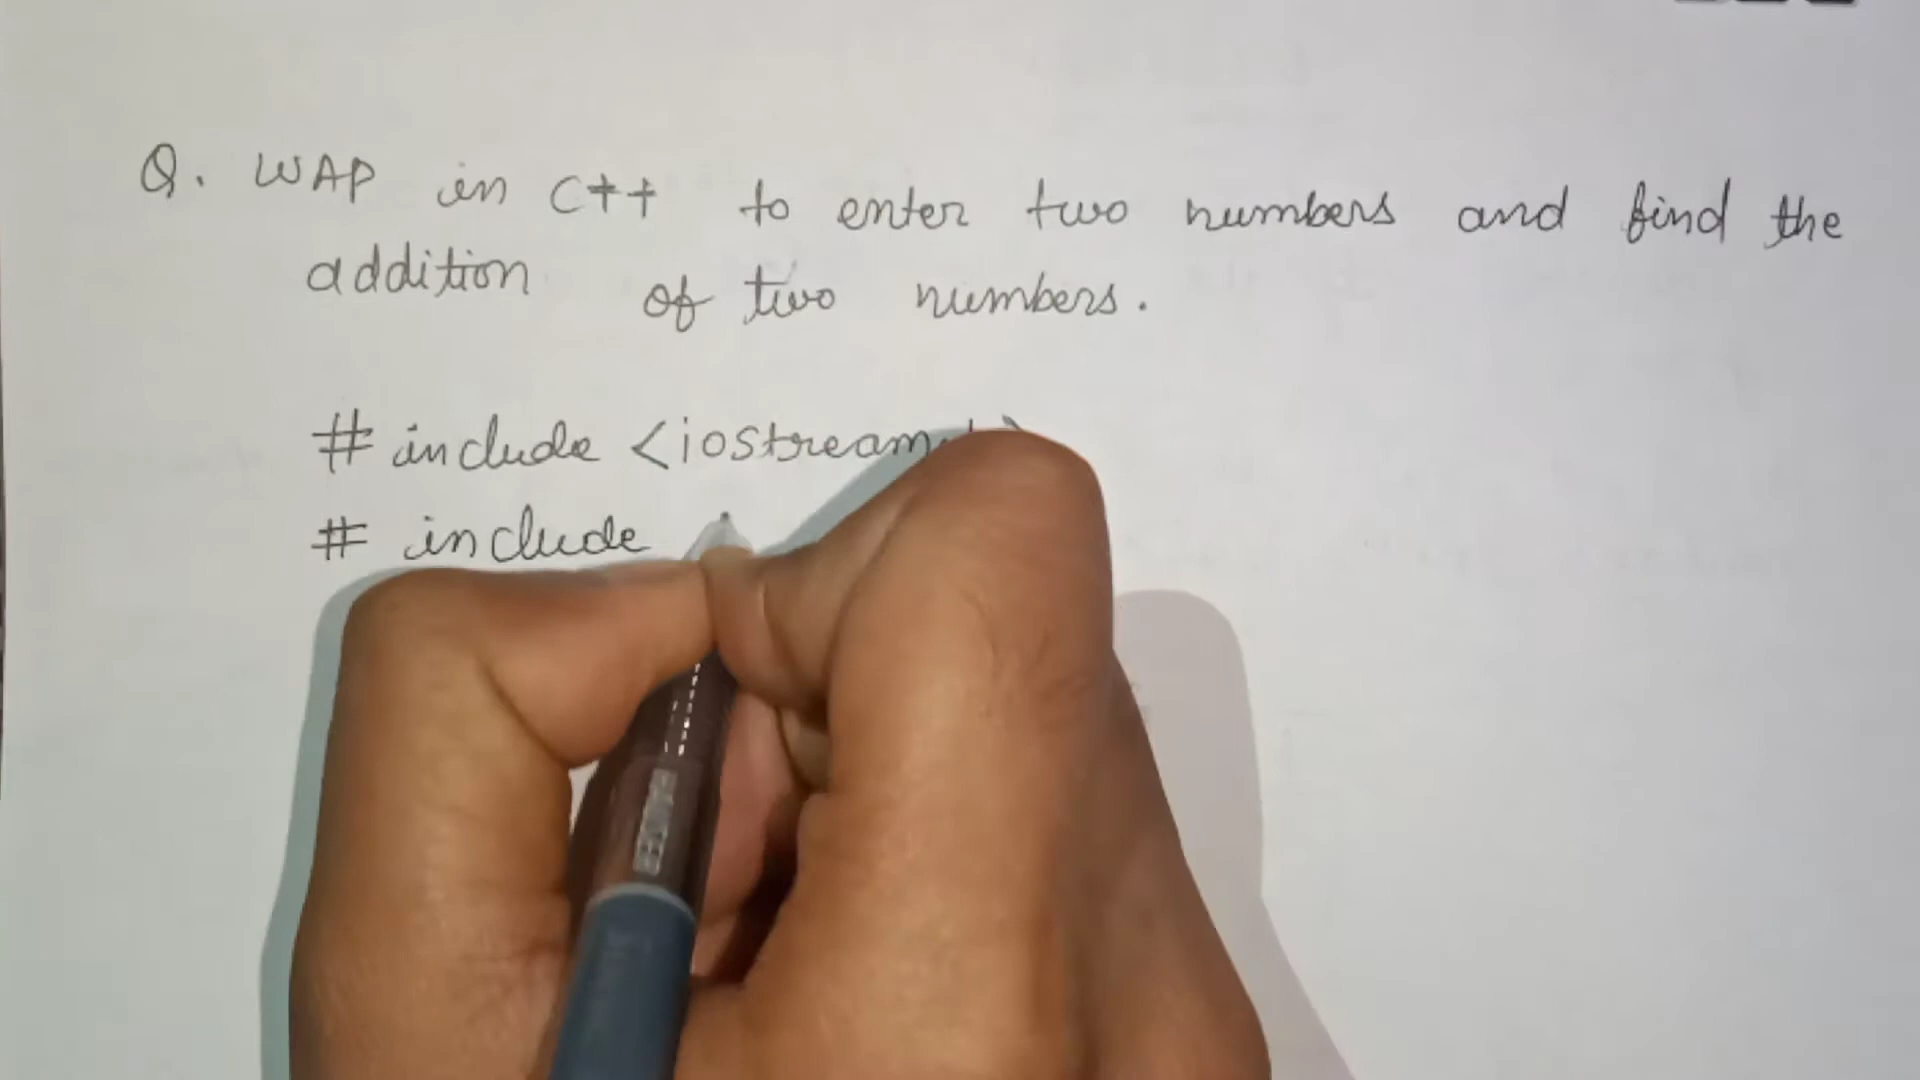 Q. WAP in C++ to enter two numbers and find the
addition of two numbers.
# include <iostream
# include